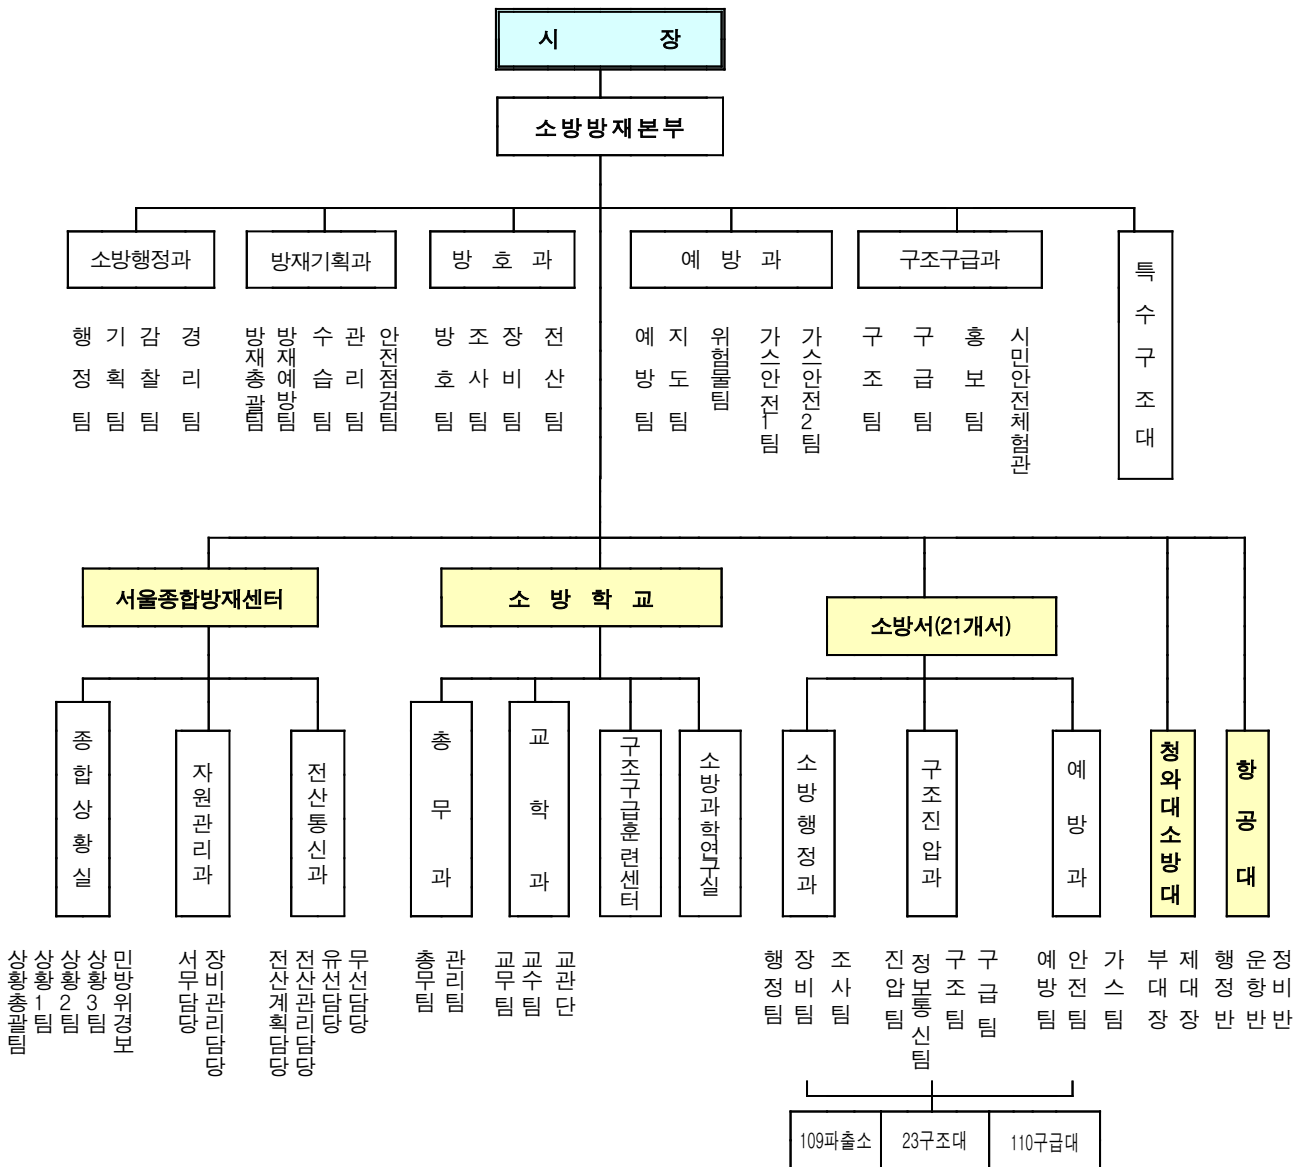 시 장
소방방재본부
소방행정과
방재기획과
방 호 과
예 방 과
구조구급과
특수구조대
행정팀
기획팀
감찰팀
경리팀
방재총괄팀
방재예방팀
수습팀
관리팀
안전점검팀
방호팀
조사팀
장비팀
전산팀
예방팀
지도팀
위험물팀
가스안전1팀
가스안전2팀
구조팀
구급팀
홍보팀
시민안전체험관
서울종합방재센터
소 방 학 교
소방서(21개서)
청와대소방대
항공대
종합상황실
자원관리과
전산통신과
총무과
교학과
구조구급훈련센터
소방과학연구실
소방행정과
구조진압과
예방과
상황총괄팀
상황1팀
상황2팀
상황3팀
민방위경보
서무담당
장비관리담당
전산계획담당
전산관리담당
유선담당
무선담당
총무팀
관리팀
교무팀
교수팀
교관단
행정팀
장비팀
조사팀
진압팀
정보통신팀
구조팀
구급팀
예방팀
안전팀
가스팀
부대장
제대장
행정반
운항반
정비반
109파출소
23구조대
110구급대